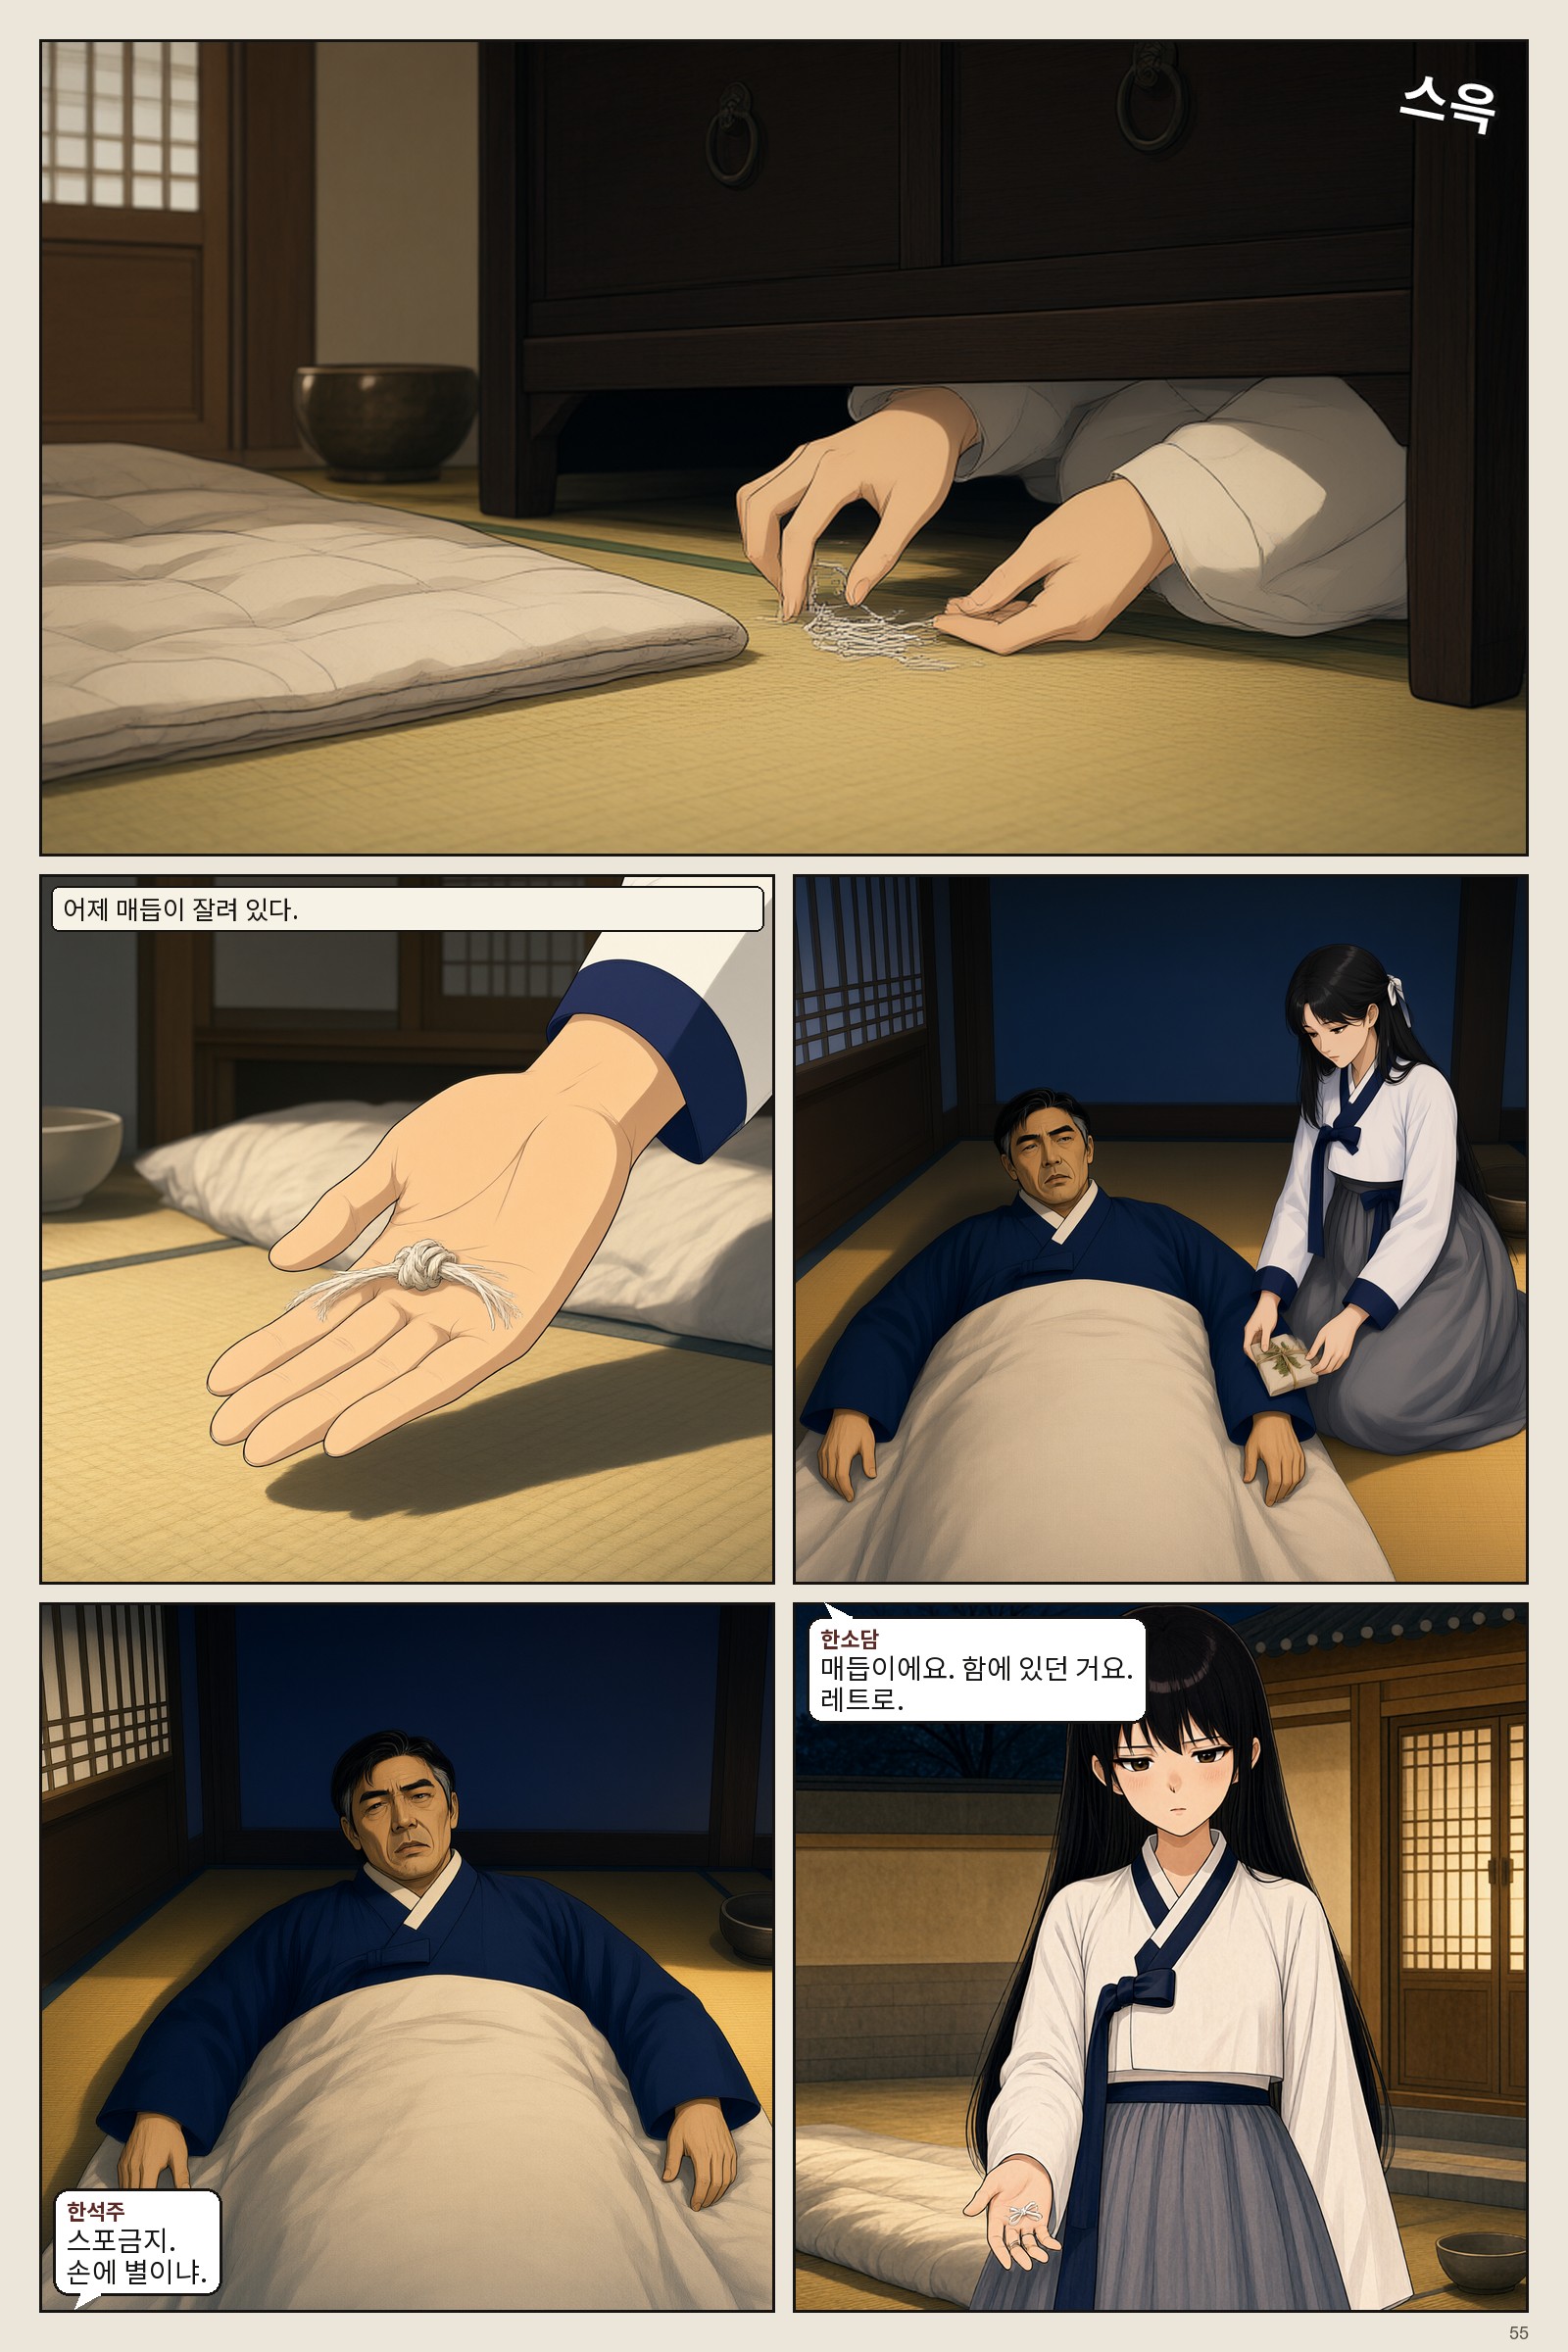 스윽
어제 매듭이 잘려 있다.
한석주
스포금지.
손에 별이냐.
한소담
매듭이에요. 함에 있던 거요.
레트로.
55